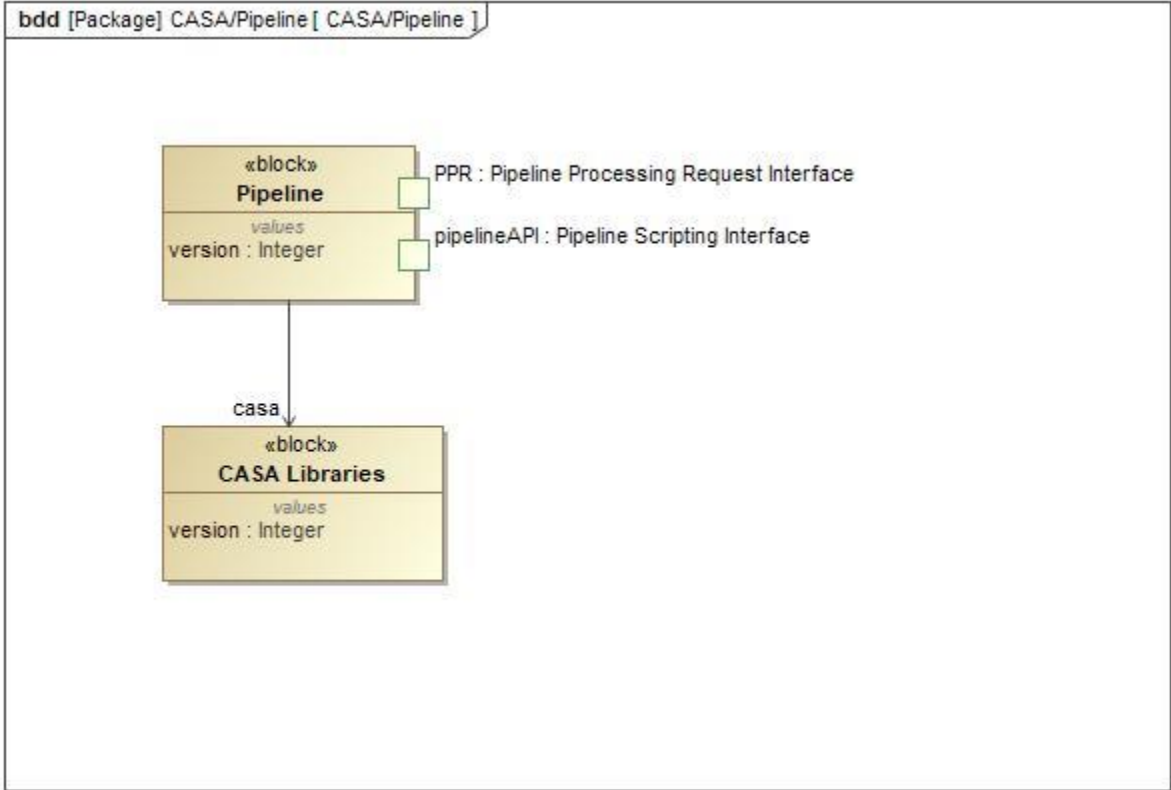 bdd [Package] CASA/Pipeline [ CASA/Pipeline ]
«block»
Pipeline
values
version : Integer
PPR : Pipeline Processing Request Interface
pipelineAPI : Pipeline Scripting Interface
casa
«block»
CASA Libraries
values
version : Integer